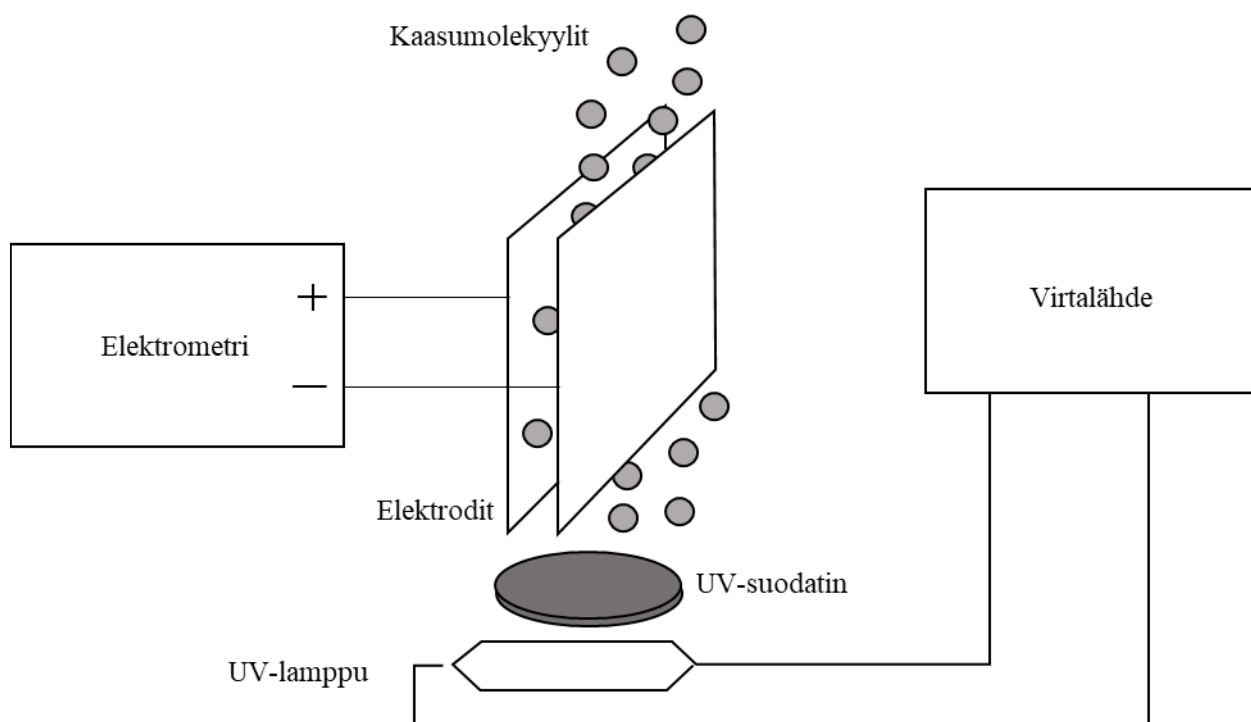 Kaasumolekyylit
+
Elektrometri
Virtalähde
—
Elektrodit
UV-suodatin
UV-lamppu